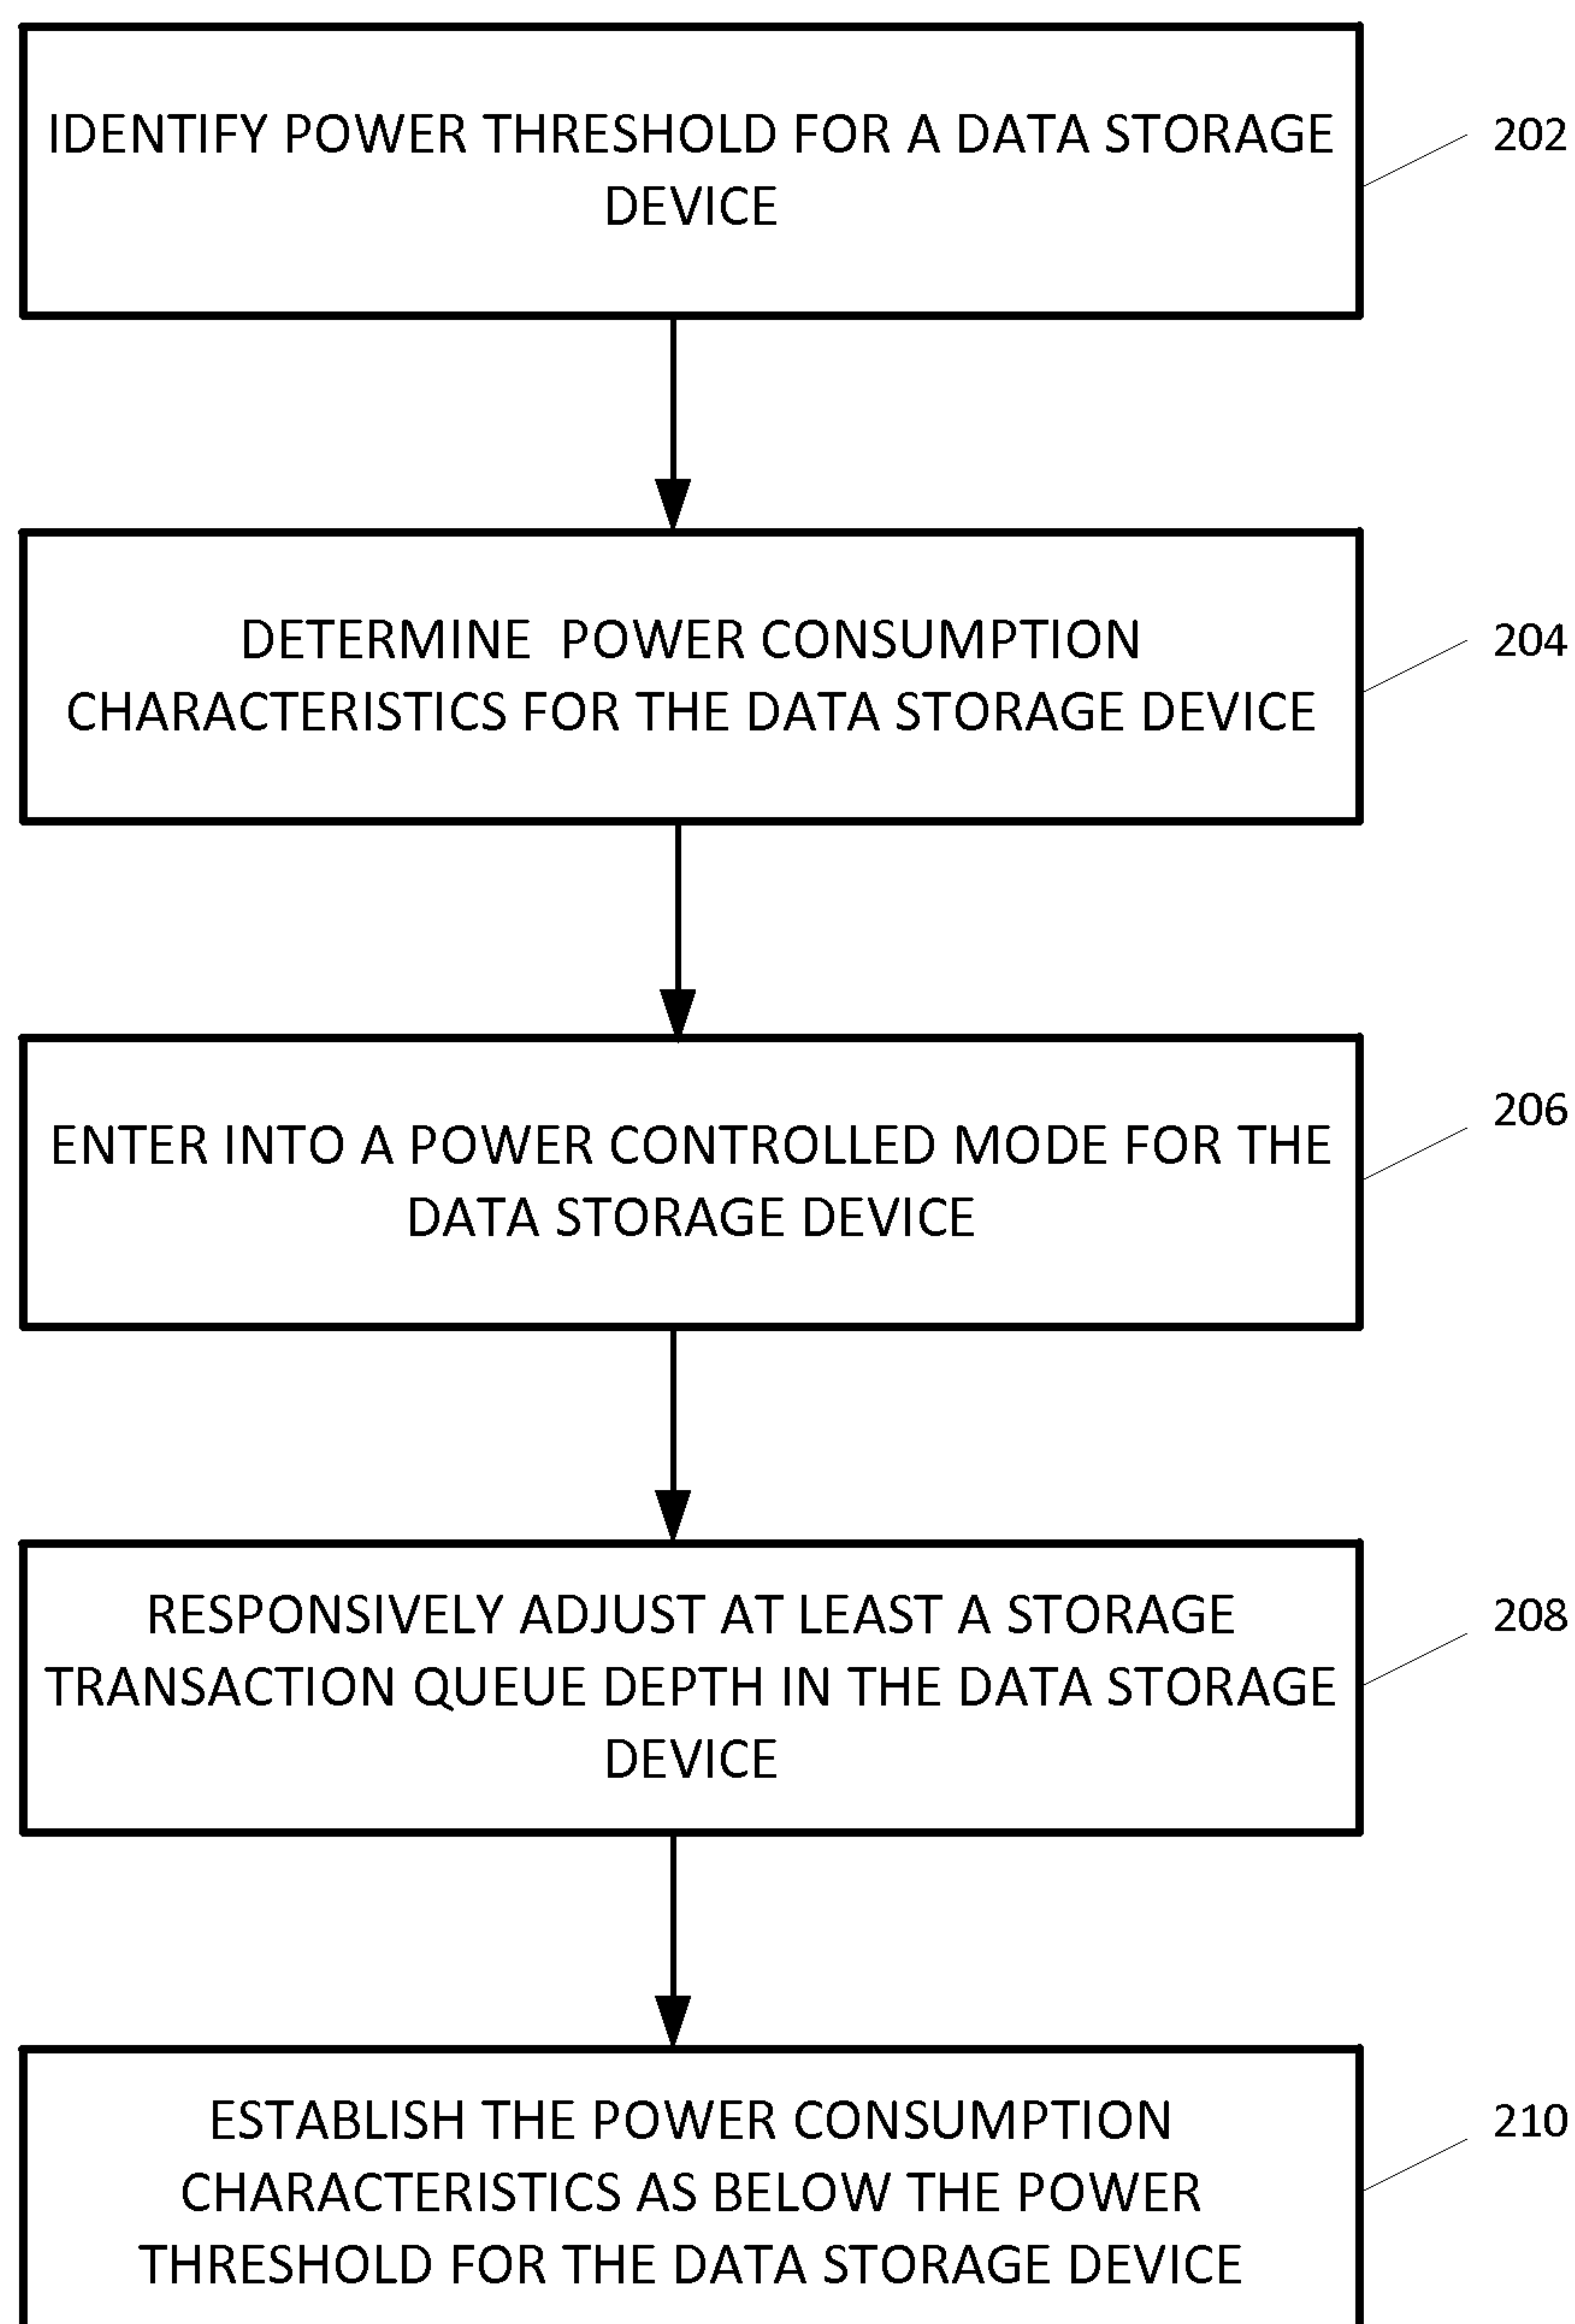 IDENTIFY POWER THRESHOLD FOR A DATA STORAGE
DEVICE
202
DETERMINE POWER CONSUMPTION
CHARACTERISTICS FOR THE DATA STORAGE DEVICE
204
ENTER INTO A POWER CONTROLLED MODE FOR THE
DATA STORAGE DEVICE
206
RESPONSIVELY ADJUST AT LEAST A STORAGE
TRANSACTION QUEUE DEPTH IN THE DATA STORAGE
DEVICE
208
ESTABLISH THE POWER CONSUMPTION
CHARACTERISTICS AS BELOW THE POWER
THRESHOLD FOR THE DATA STORAGE DEVICE
210